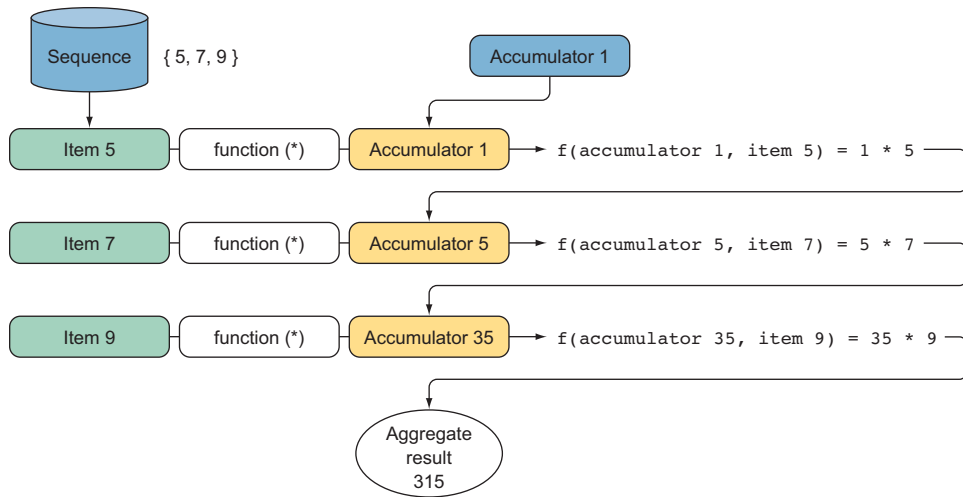 Sequence
{ 5, 7, 9 }
Accumulator 1
Item 5
function (*)
Accumulator 1
f(accumulator 1, item 5) = 1 * 5
Item 7
function (*)
Accumulator 5
f(accumulator 5, item 7) = 5 * 7
Item 9
function (*)
Accumulator 35
f(accumulator 35, item 9) = 35 * 9
Aggregate
result
315